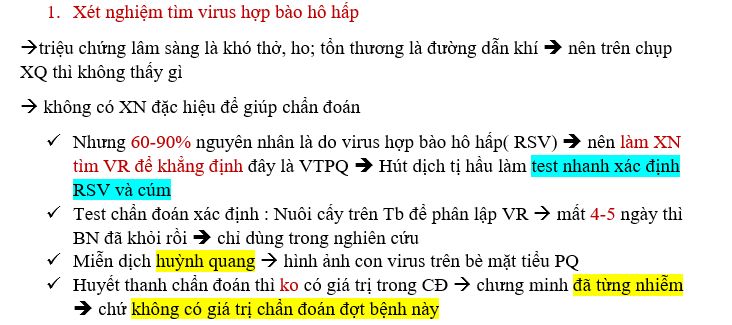 1. Xét nghiệm tìm virus hợp bào hô hấp
→triệu chứng lâm sàng là khó thở, ho; tổn thương là đường dẫn khí → nên trên chụp
XQ thì không thấy gì
→ không có XN đặc hiệu để giúp chẩn đoán
✓ Nhưng 60-90% nguyên nhân là do virus hợp bào hô hấp( RSV) → nên làm XN
tìm VR để khẳng định đây là VTPQ → Hút dịch tị hầu làm test nhanh xác định
RSV và cúm
✓ Test chẩn đoán xác định : Nuôi cấy trên Tb để phân lập VR → mất 4-5 ngày thì
BN đã khỏi rồi → chỉ dùng trong nghiên cứu
✓ Miễn dịch huỳnh quang → hình ảnh con virus trên bè mặt tiểu PQ
✓ Huyết thanh chẩn đoán thì ko có giá trị trong CĐ → chưng minh đã từng nhiễm
→ chứ không có giá trị chẩn đoán đợt bệnh này